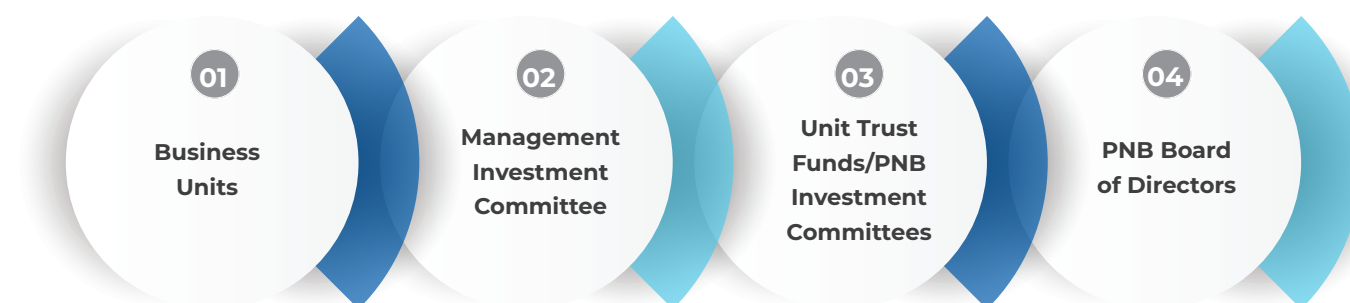 01
Business
Units
02
Management
Investment
Committee
03
Unit Trust
Funds/PNB
Investment
Committees
04
PNB Board
of Directors